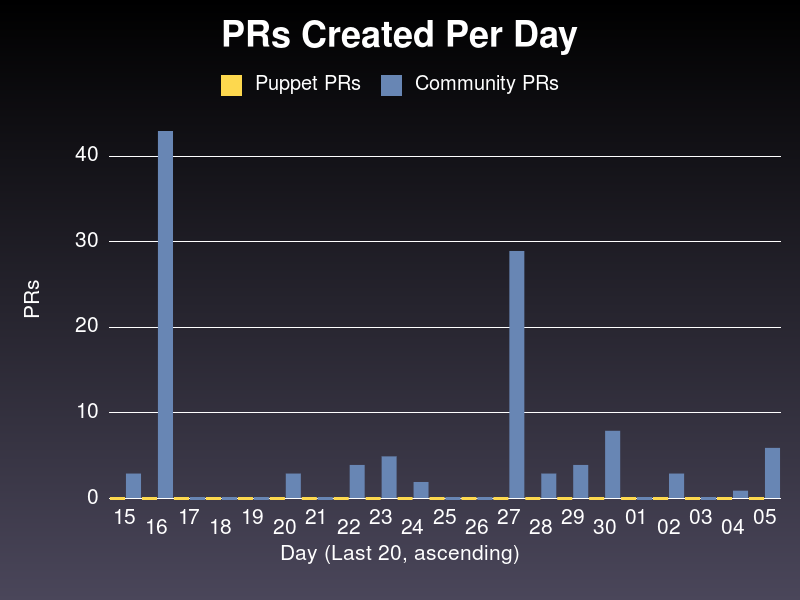 PRs Created Per Day
Puppet PRs Community PRs
40
30
20
10
0
PRs
15 16 17 18 19 20 21 22 23 24 25 26 27 28 29 30 01 02 03 04 05
Day (Last 20, ascending)